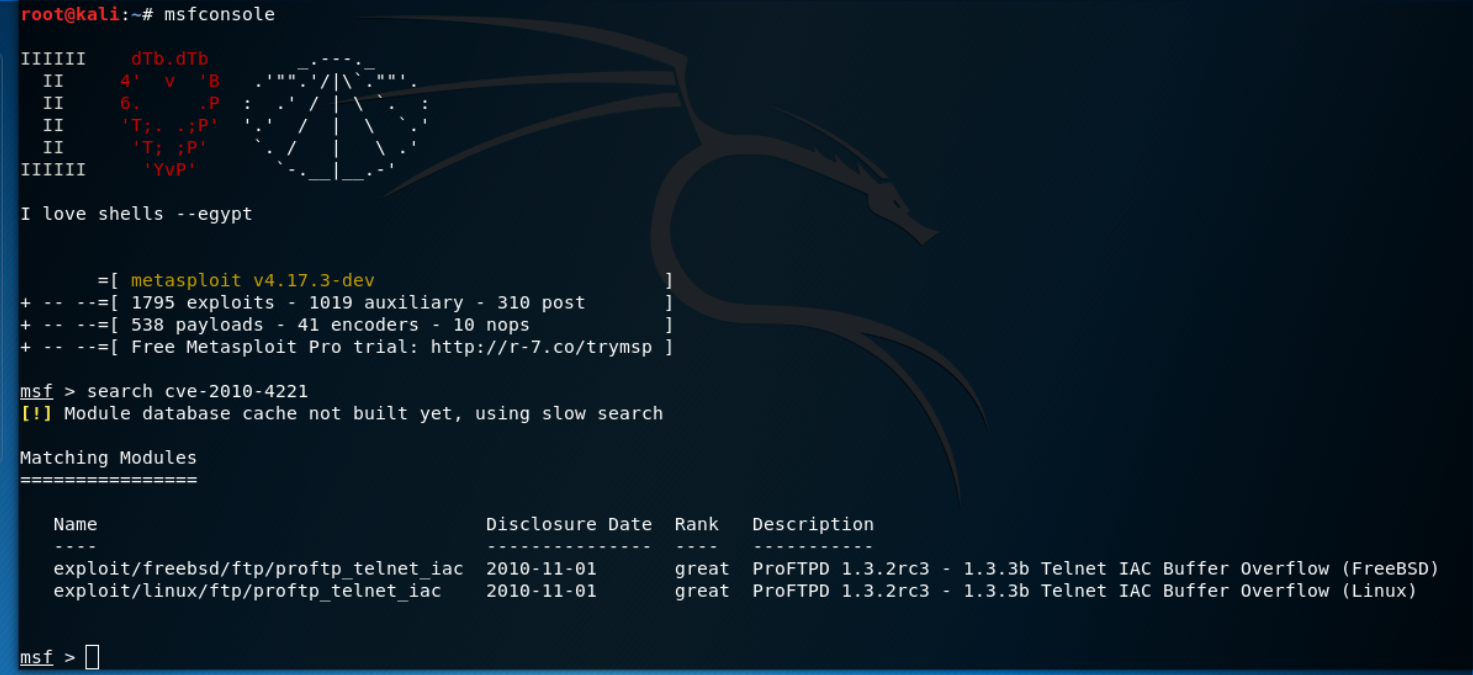 root@kali:~# msfconsole
IIIIII    dTb.dTb        _.---._
  II     4'  v  'B   .'"".'/|\`.""'.
  II     6.     .P  :  .' / | \ `.  :
  II     'T;. .;P'  '.'  /  |  \  `.'
  II      'T; ;P'    `. /   |   \ .'
IIIIII     'YvP'       `-.__|__.-'
I love shells --egypt
       =[ metasploit v4.17.3-dev                          ]
+ -- --=[ 1795 exploits - 1019 auxiliary - 310 post       ]
+ -- --=[ 538 payloads - 41 encoders - 10 nops            ]
+ -- --=[ Free Metasploit Pro trial: http://r-7.co/trymsp ]
msf > search cve-2010-4221
[!] Module database cache not built yet, using slow search
Matching Modules
================
   Name                                   Disclosure Date  Rank   Description
   ----                                   ---------------  ----   -----------
   exploit/freebsd/ftp/proftp_telnet_iac  2010-11-01       great  ProFTPD 1.3.2rc3 - 1.3.3b Telnet IAC Buffer Overflow (FreeBSD)
   exploit/linux/ftp/proftp_telnet_iac    2010-11-01       great  ProFTPD 1.3.2rc3 - 1.3.3b Telnet IAC Buffer Overflow (Linux)
msf >